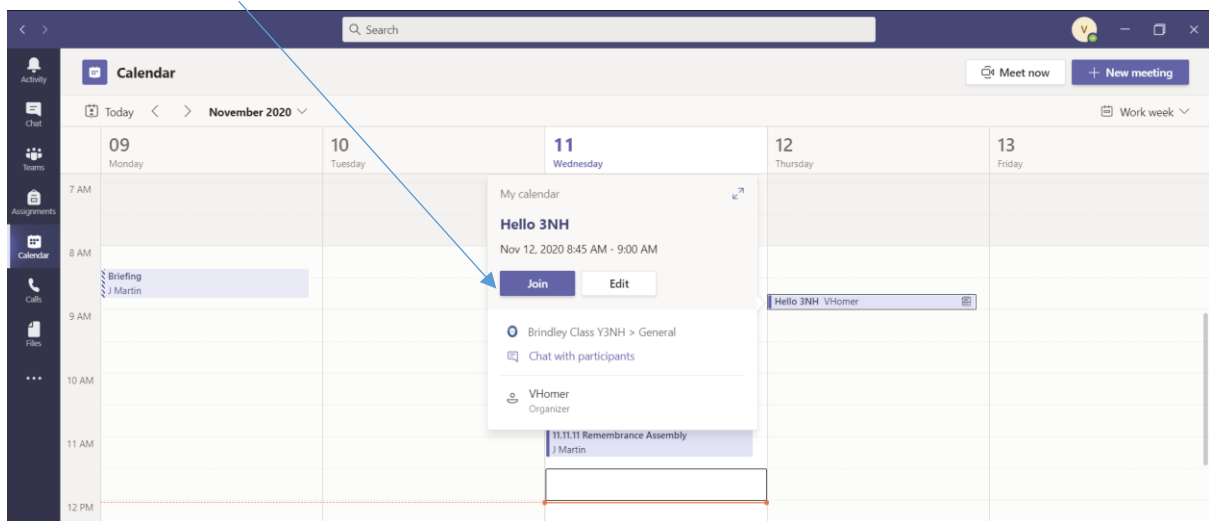 Search
V
Activity
Chat
Teams
Assignments
Calendar
Calls
Files
Calendar
Meet now
New meeting
Today
November 2020
Work week
09
Monday
10
Tuesday
11
Wednesday
12
Thursday
13
Friday
7 AM
8 AM
9 AM
10 AM
11 AM
12 PM
Briefing
J Martin
My calendar
Hello 3NH
Nov 12, 2020 8:45 AM - 9:00 AM
Join Edit
Brindley Class Y3NH > General
Chat with participants
VHomer
Organizer
11.11.11 Remembrance Assembly
J Martin
Hello 3NH VHomer